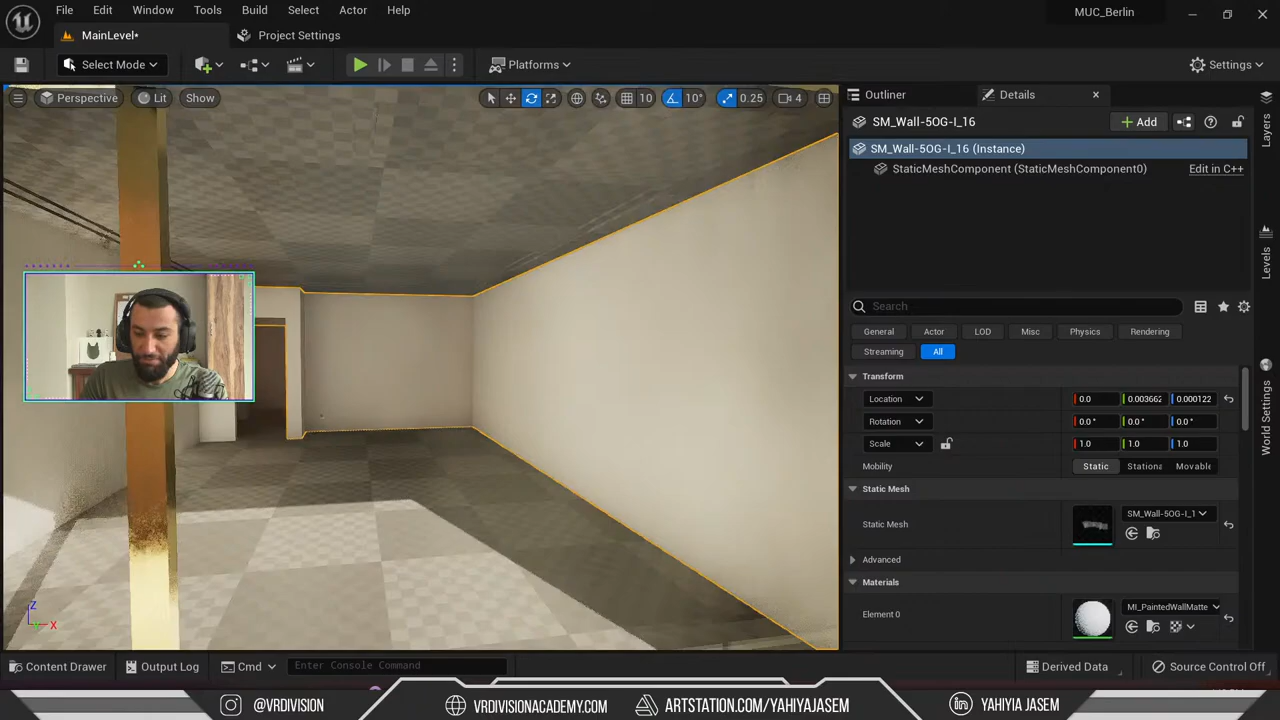 File Edit Window Tools Build Select Actor Help
MUC_Berlin
MainLevel*
Project Settings
Select Mode
Platforms
Settings
Perspective Lit Show
10 10° 0.25 4
Outliner
Details
SM_Wall-5OG-I_16
Add
SM_Wall-5OG-I_16 (Instance)
StaticMeshComponent (StaticMeshComponent0)
Edit in C++
Search
General Actor LOD Misc Physics Rendering
Streaming All
Transform
Location 0.0 0.003662 0.000122
Rotation 0.0° 0.0° 0.0°
Scale 1.0 1.0 1.0
Mobility Static Stationa Movable
Static Mesh
Static Mesh SM_Wall-5OG-I_1
Advanced
Materials
Element 0 MI_PaintedWallMatte
Layers
Levels
World Settings
Z
X
Content Drawer Output Log Cmd Enter Console Command
Derived Data Source Control Off
@VRDIVISION VRDIVISIONACADEMY.COM ARTSTATION.COM/YAHIYAJASEM YAHIYIA JASEM